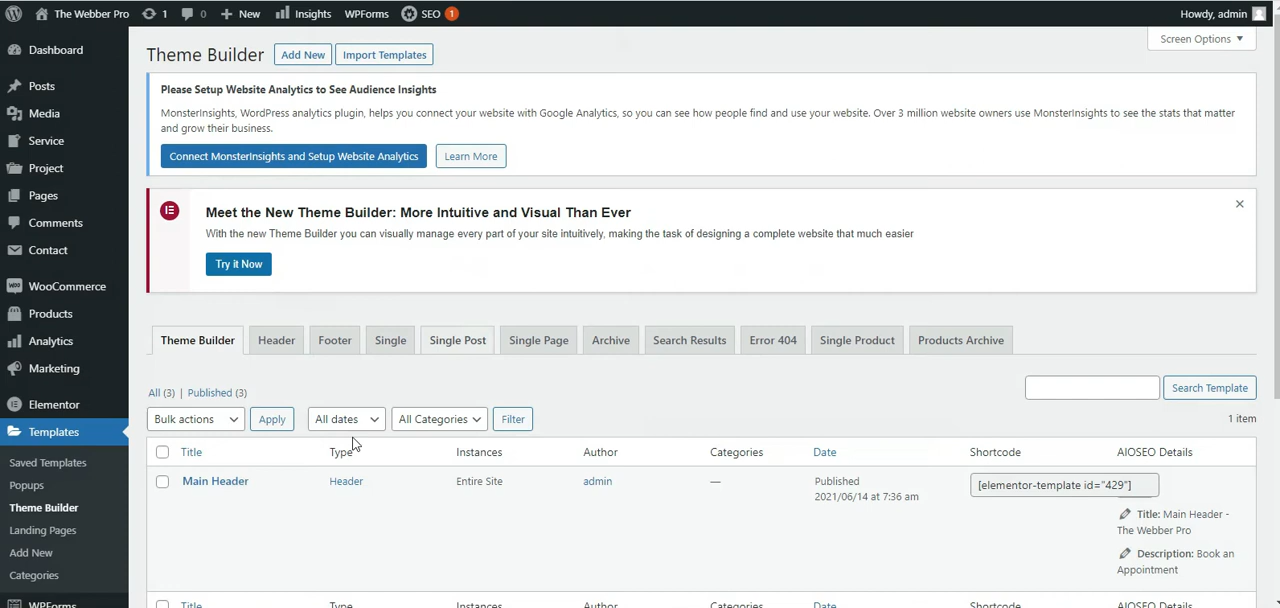 The Webber Pro 1 0 New Insights WPForms SEO 1 Howdy, admin
Screen Options
Dashboard
Posts
Media
Service
Project
Pages
Comments
Contact
WooCommerce
Products
Analytics
Marketing
Elementor
Templates
Saved Templates
Popups
Theme Builder
Landing Pages
Add New
Categories
WPForms
Theme Builder Add New Import Templates
Please Setup Website Analytics to See Audience Insights
MonsterInsights, WordPress analytics plugin, helps you connect your website with Google Analytics, so you can see how people find and use your website. Over 3 million website owners use MonsterInsights to see the stats that matter
and grow their business.
Connect MonsterInsights and Setup Website Analytics Learn More
Meet the New Theme Builder: More Intuitive and Visual Than Ever
With the new Theme Builder you can visually manage every part of your site intuitively, making the task of designing a complete website that much easier
Try it Now
Theme Builder Header Footer Single Single Post Single Page Archive Search Results Error 404 Single Product Products Archive
All (3) | Published (3)
Search Template
Bulk actions Apply All dates All Categories Filter 1 item
Title Type Instances Author Categories Date Shortcode AIOSEO Details
Main Header Header Entire Site admin — Published [elementor-template id="429"]
2021/06/14 at 7:36 am
Title: Main Header -
The Webber Pro
Description: Book an
Appointment
Title Type Instances Author Categories Date Shortcode AIOSEO Details